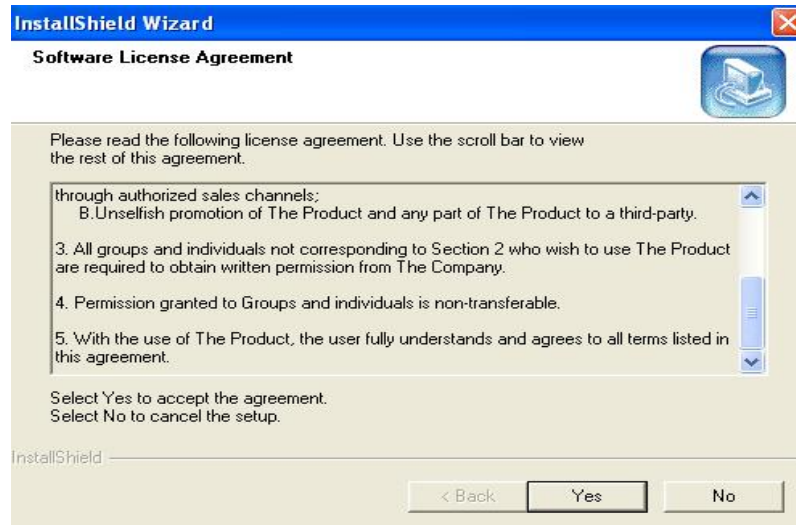 InstallShield Wizard
Software License Agreement
Please read the following license agreement. Use the scroll bar to view
the rest of this agreement.
through authorized sales channels;
B.Unselfish promotion of The Product and any part of The Product to a third-party.
3. All groups and individuals not corresponding to Section 2 who wish to use The Product
are required to obtain written permission from The Company.
4. Permission granted to Groups and individuals is non-transferable.
5. With the use of The Product, the user fully understands and agrees to all terms listed in
this agreement.
Select Yes to accept the agreement.
Select No to cancel the setup.
InstallShield
< Back Yes No